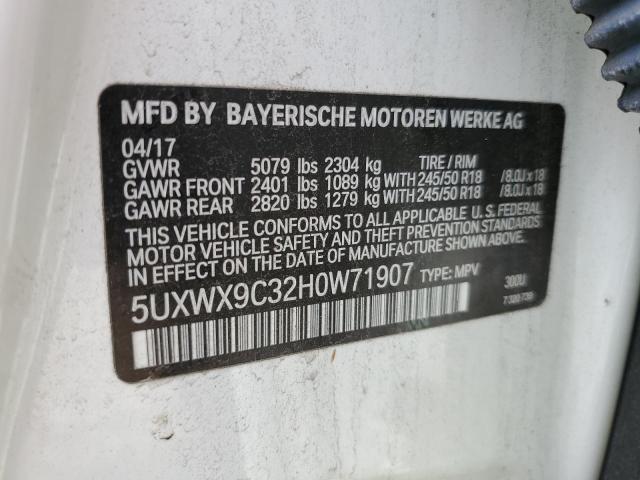 MFD BY BAYERISCHE MOTOREN WERKE AG
04/17
GVWR 5079 lbs 2304 kg TIRE / RIM
GAWR FRONT 2401 lbs 1089 kg WITH 245/50 R18 /8.0J x 18
GAWR REAR 2820 lbs 1279 kg WITH 245/50 R18 /8.0J x 18
THIS VEHICLE CONFORMS TO ALL APPLICABLE U. S. FEDERAL
MOTOR VEHICLE SAFETY AND THEFT PREVENTION STANDARDS
IN EFFECT ON THE DATE OF MANUFACTURE SHOWN ABOVE.
5UXWX9C32H0W71907 TYPE: MPV 300U